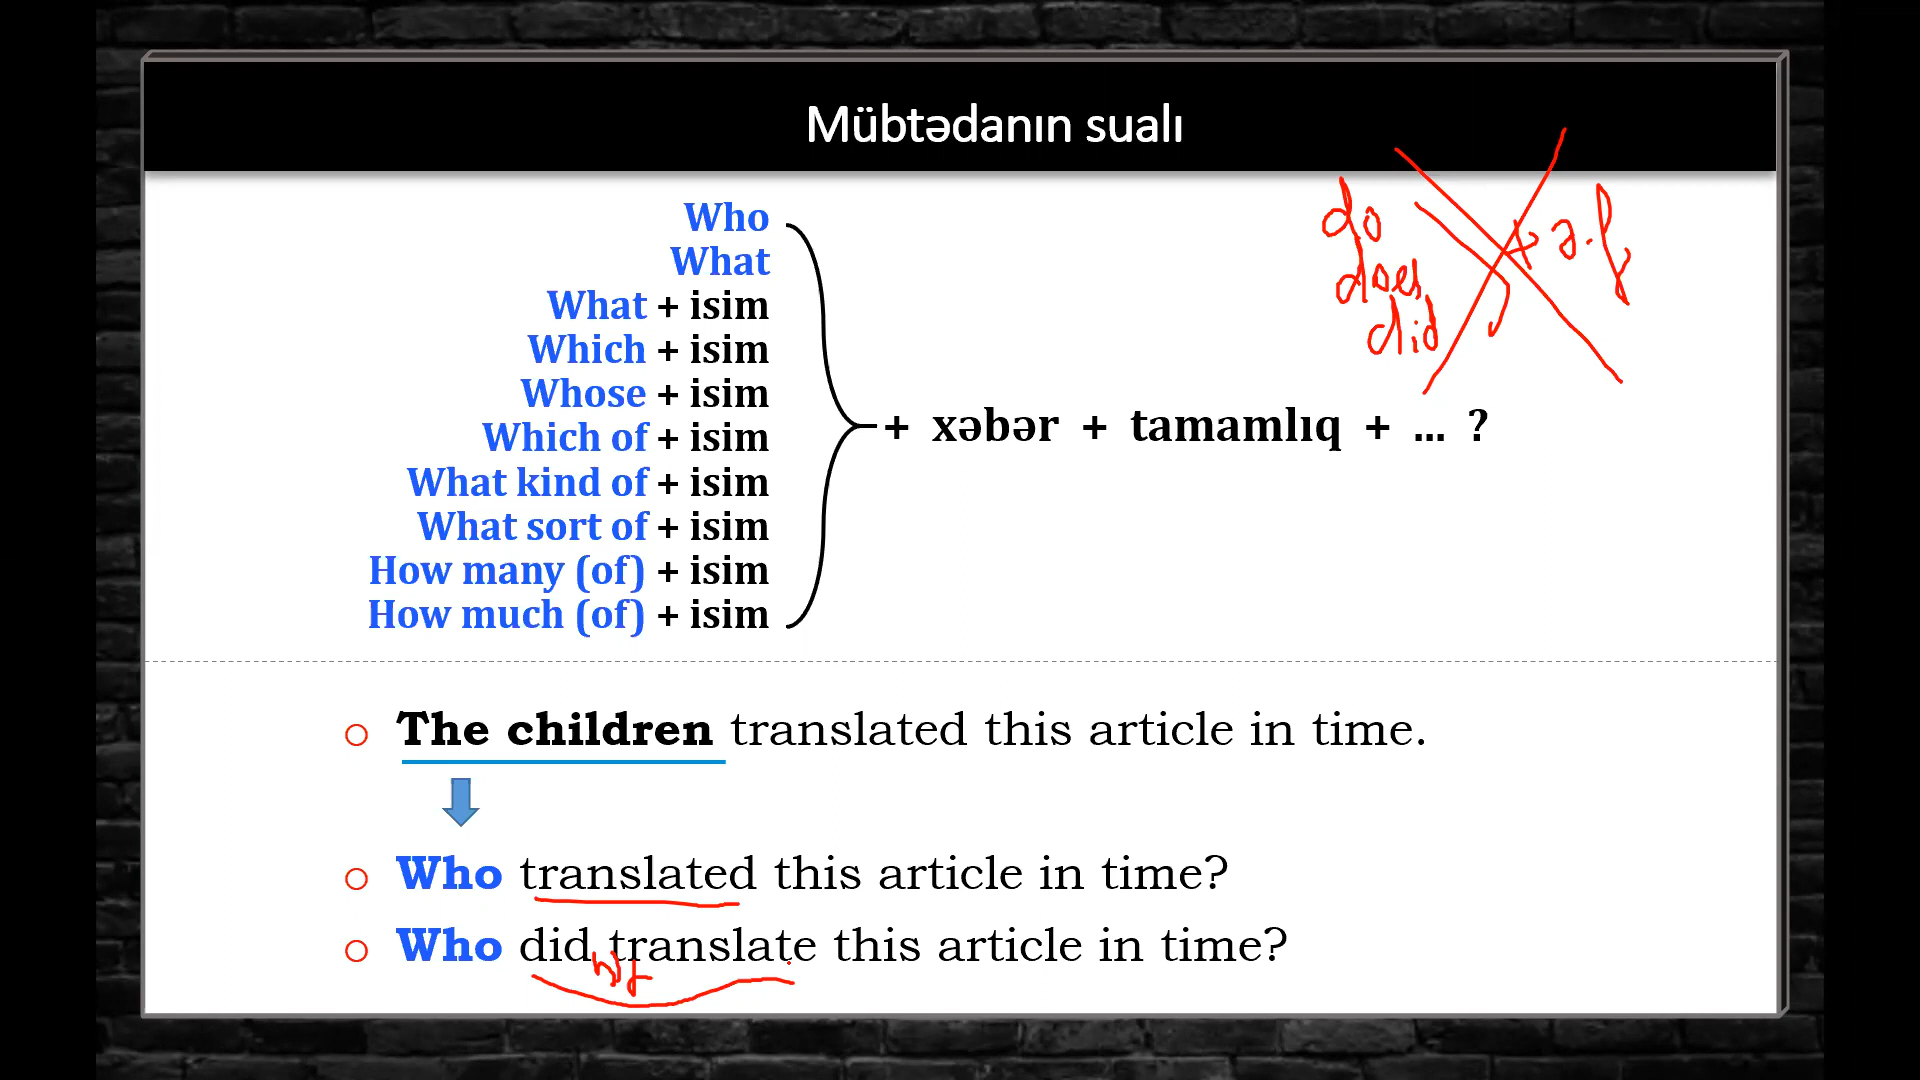 Mübtədanın sualı
Who
What
What + isim
Which + isim
Whose + isim
Which of + isim
What kind of + isim
What sort of + isim
How many (of) + isim
How much (of) + isim
+ xəbər + tamamlıq + ... ?
do
does
did
+ ə.f
The children translated this article in time.
Who translated this article in time?
Who did translate this article in time?